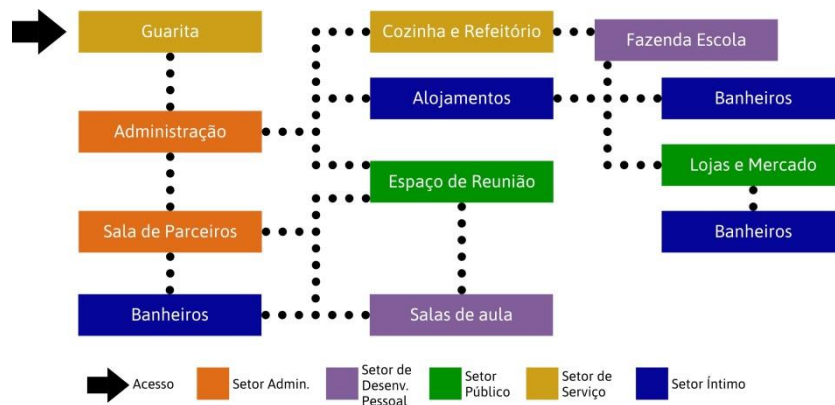 Guarita
Cozinha e Refeitório
Fazenda Escola
Administração
Alojamentos
Banheiros
Espaço de Reunião
Lojas e Mercado
Sala de Parceiros
Banheiros
Banheiros
Salas de aula
Acesso
Setor Admin.
Setor de
Desenv.
Pessoal
Setor
Público
Setor de
Serviço
Setor Íntimo